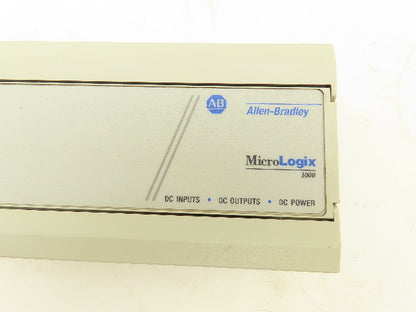 AB
Allen-Bradley
MicroLogix
1000
DC INPUTS • DC OUTPUTS • DC POWER